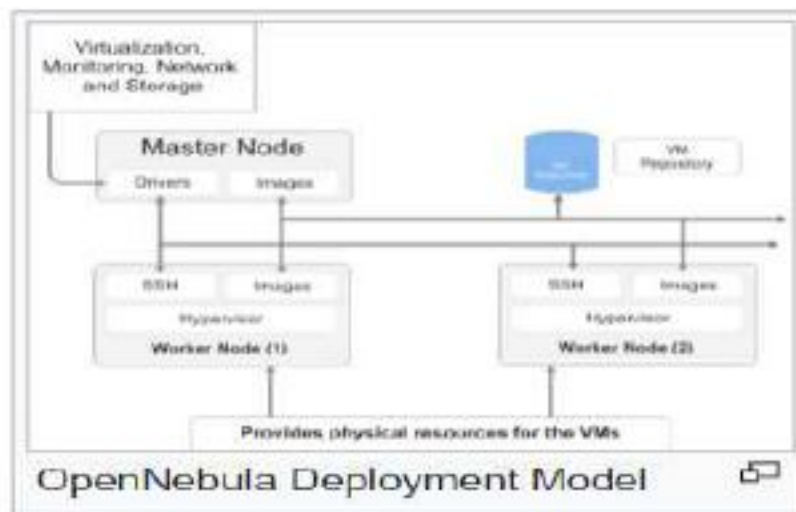 Virtualization,
Monitoring, Network
and Storage
Master Node
Drivers
Images
VM
Repository
SSH
Images
Hypervisor
Worker Node (1)
SSH
Images
Hypervisor
Worker Node (2)
Provides physical resources for the VMs
OpenNebula Deployment Model